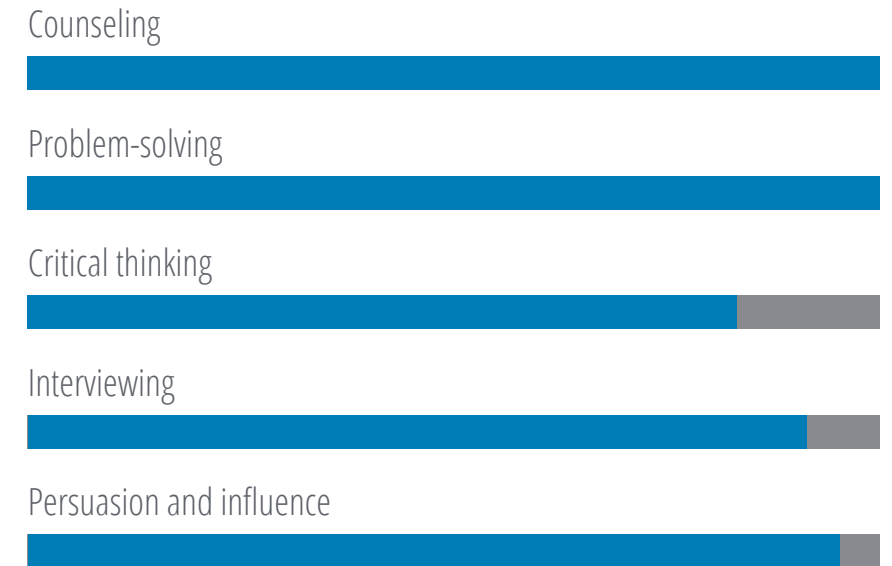 Counseling
Problem-solving
Critical thinking
Interviewing
Persuasion and influence